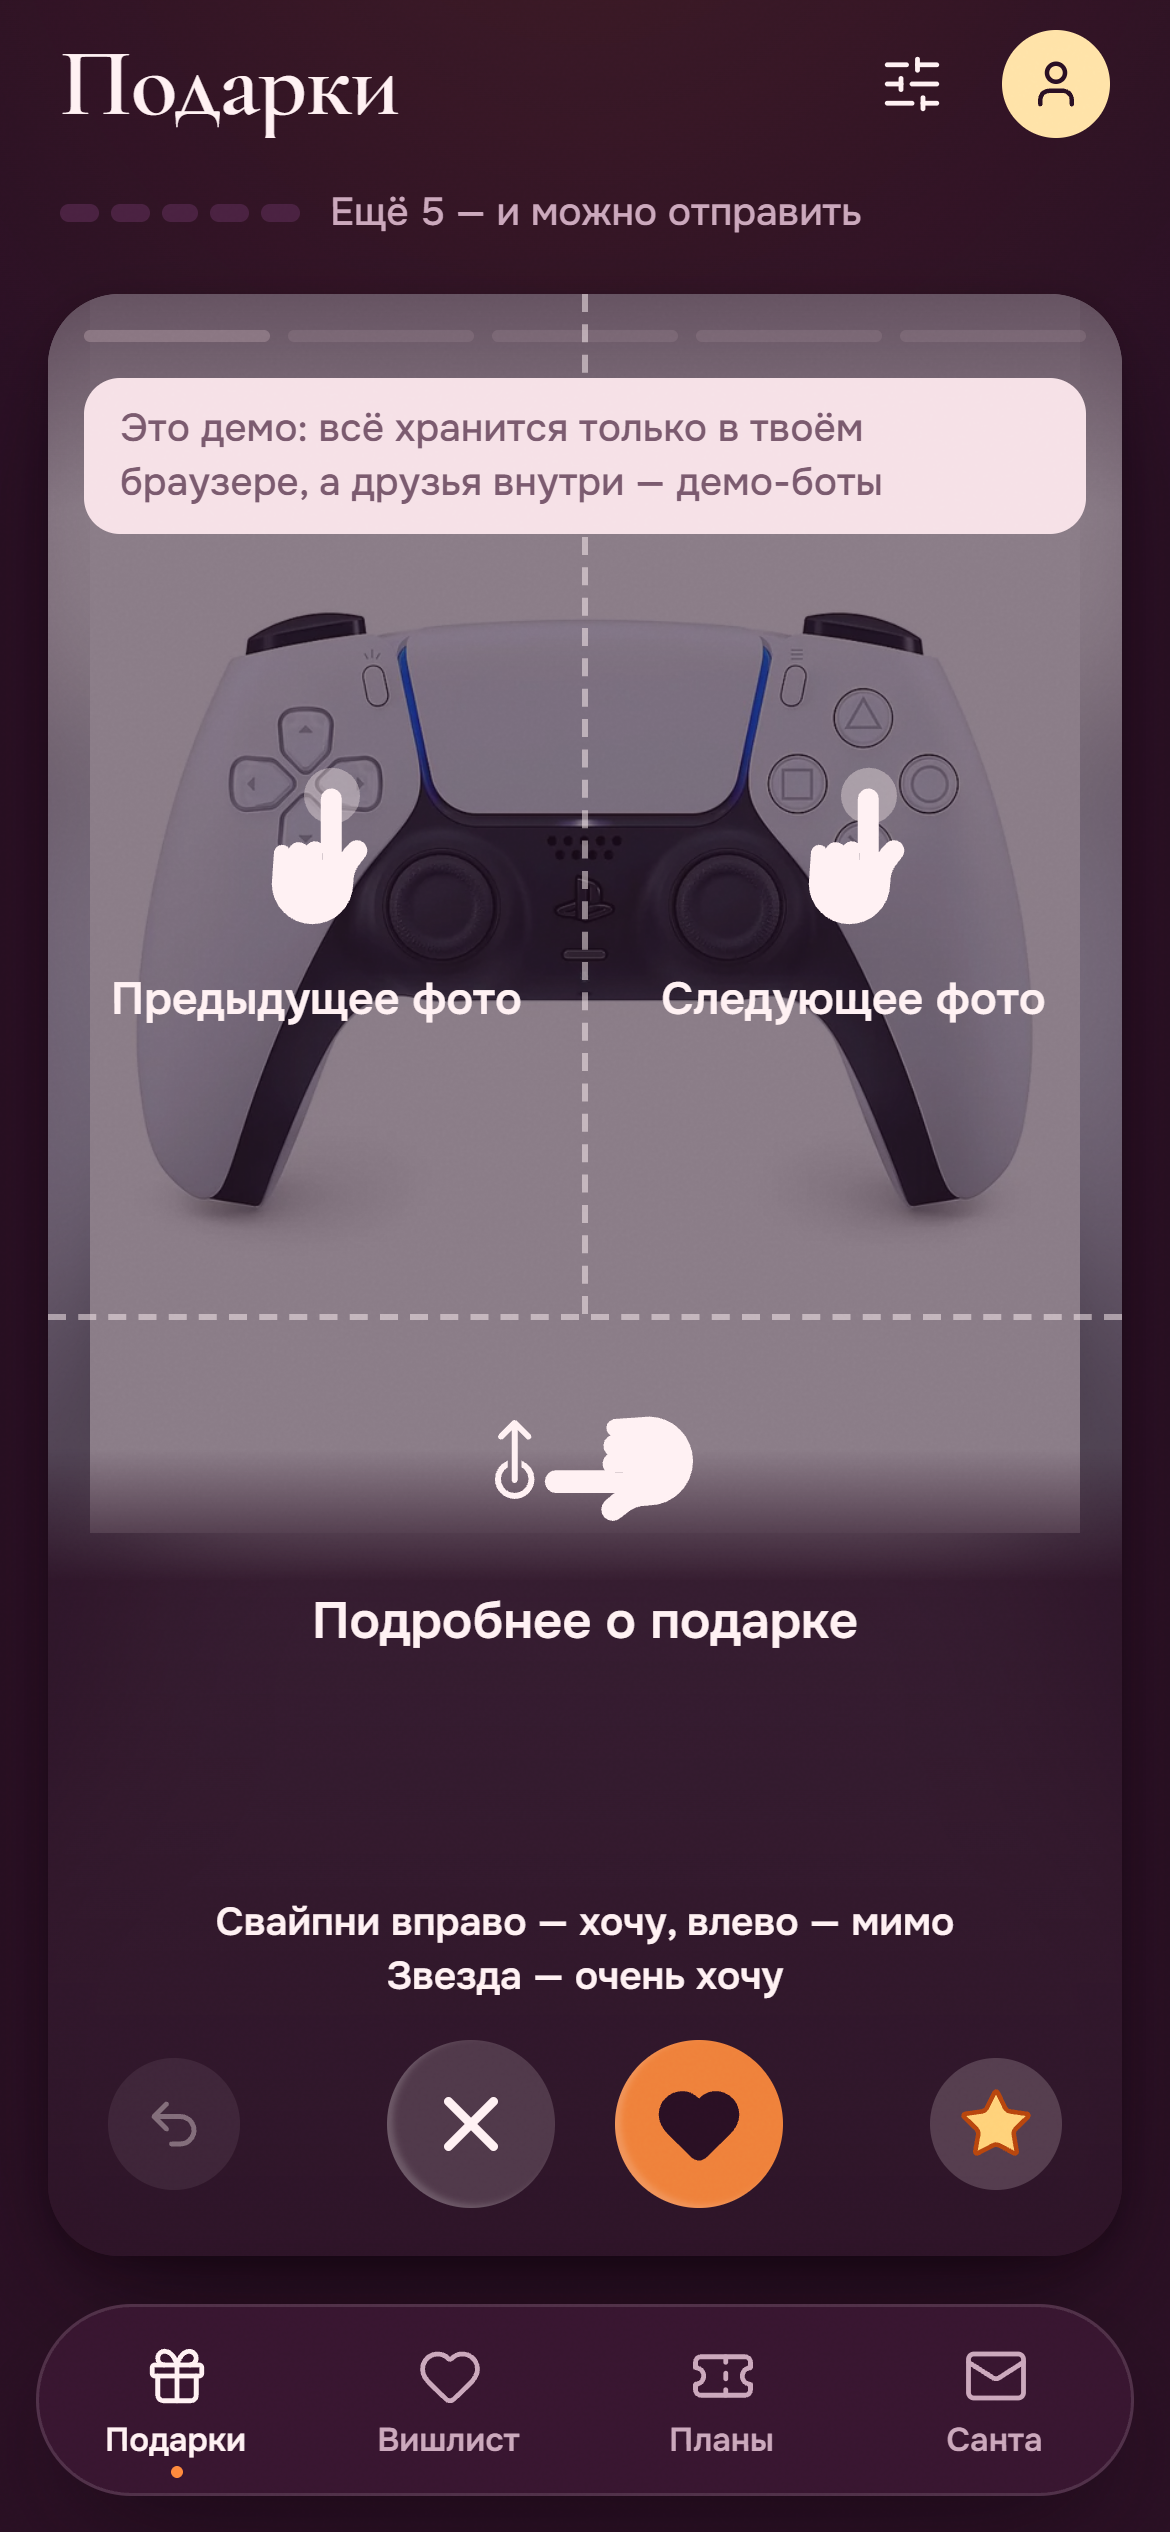 Подарки
Ещё 5 — и можно отправить
Это демо: всё хранится только в твоём
браузере, а друзья внутри — демо-боты
Предыдущее фото
Следующее фото
Подробнее о подарке
Свайпни вправо — хочу, влево — мимо
Звезда — очень хочу
Подарки
Вишлист
Планы
Санта